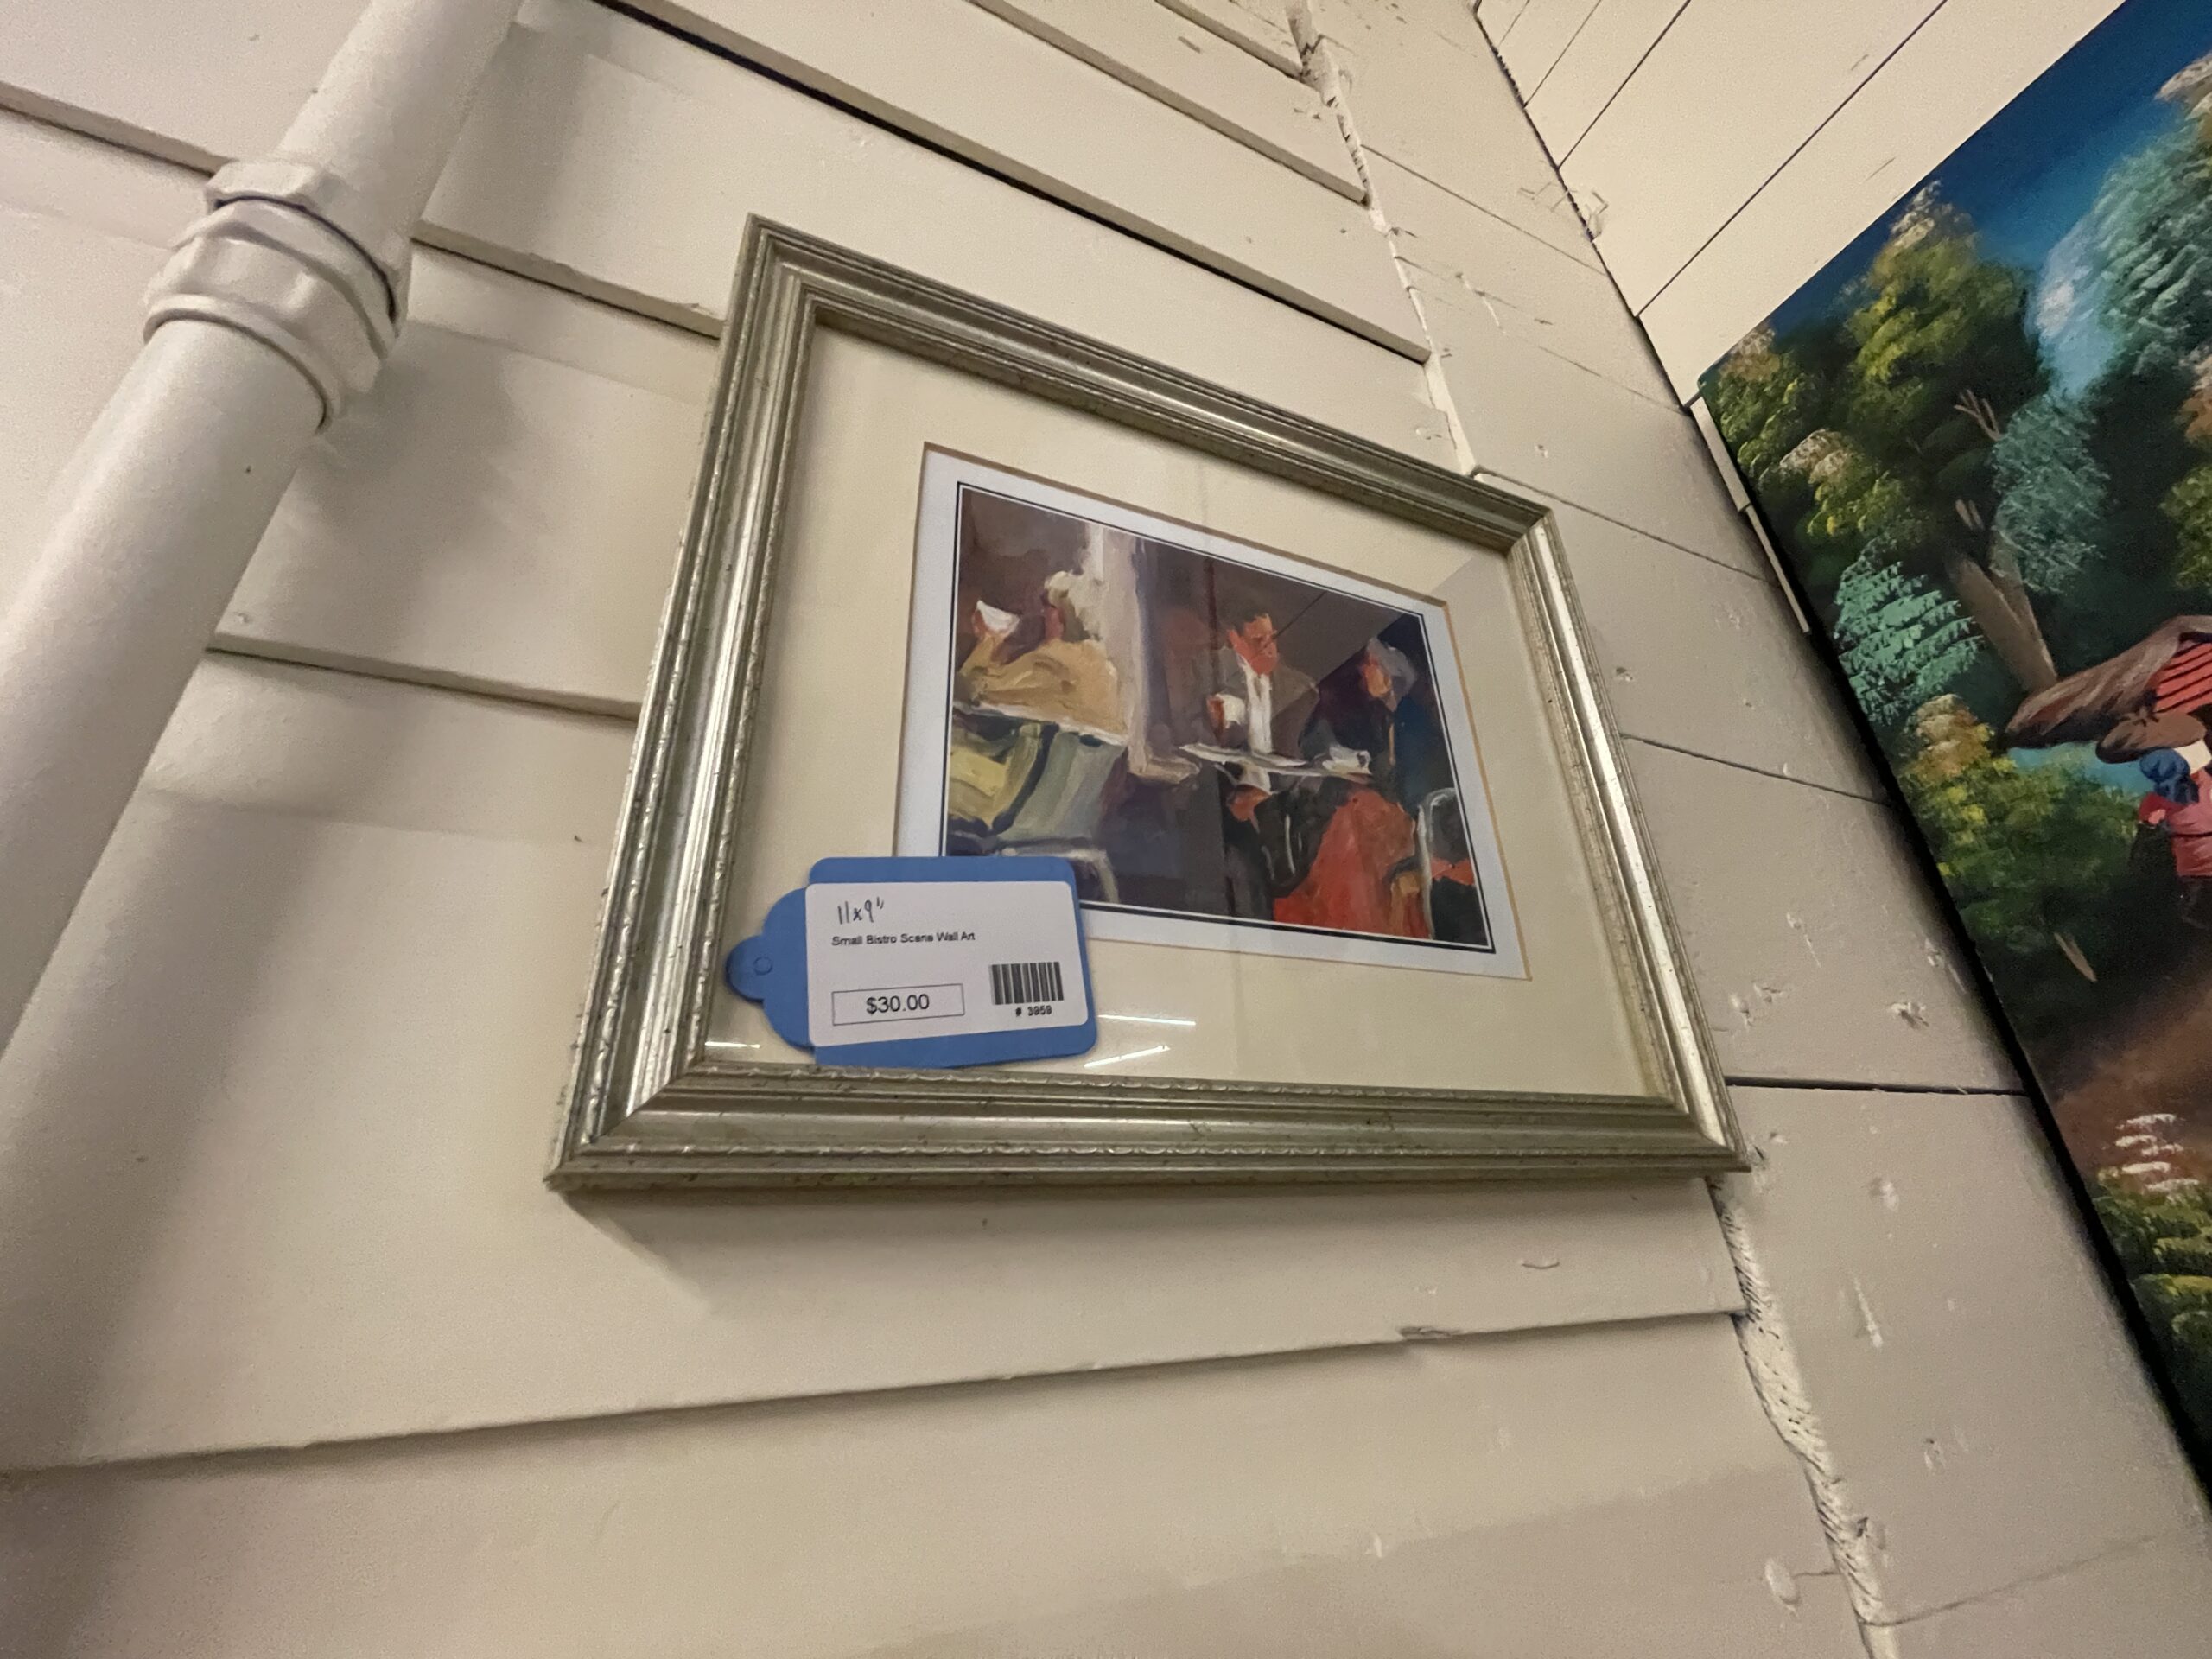 11x9"
Small Bistro Scene Wall Art
$30.00
# 3959